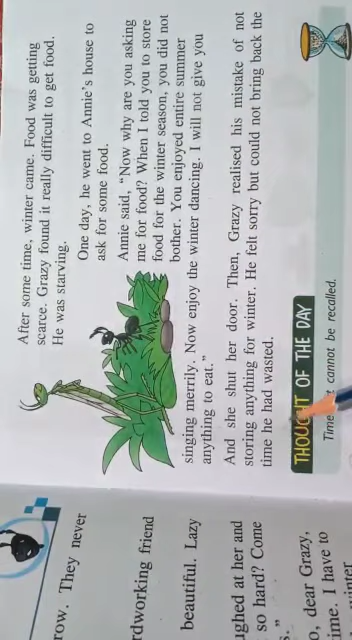 After some time, winter came. Food was getting
scarce. Grazy found it really difficult to get food.
He was starving.
One day, he went to Annie's house to
ask for some food.
Annie said, "Now why are you asking
me for food? When I told you to store
food for the winter season, you did not
bother. You enjoyed entire summer
singing merrily. Now enjoy the winter dancing. I will not give you
anything to eat."
And she shut her door. Then, Grazy realised his mistake of not
storing anything for winter. He felt sorry but could not bring back the
time he had wasted.
THOUGHT OF THE DAY
Time cannot be recalled.
row. They never
rdworking friend
beautiful. Lazy
ughed at her and
so hard? Come
"
, dear Grazy,
ime. I have to
winter